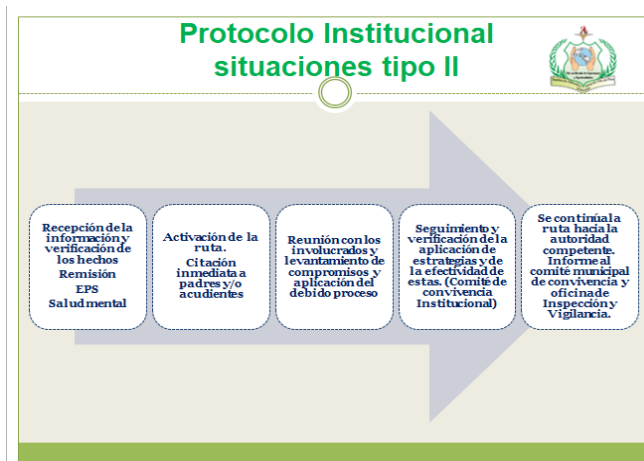 Protocolo Institucional
situaciones tipo II
Recepción de la
información y
verificación de
los hechos
Remisión
EPS
Salud mental
Activación de la
ruta.
Citación
inmediata a
padres y/o
acudientes
Reunión con los
involucrados y
levantamiento de
compromisos y
aplicación del
debido proceso
Seguimiento y
verificación de la
aplicación de
estrategias y de
la efectividad de
estas. (Comité de
convivencia
Institucional)
Se continúa la
ruta hacia la
autoridad
competente.
Informe al
comité municipal
de convivencia y
oficina de
Inspección y
Vigilancia.